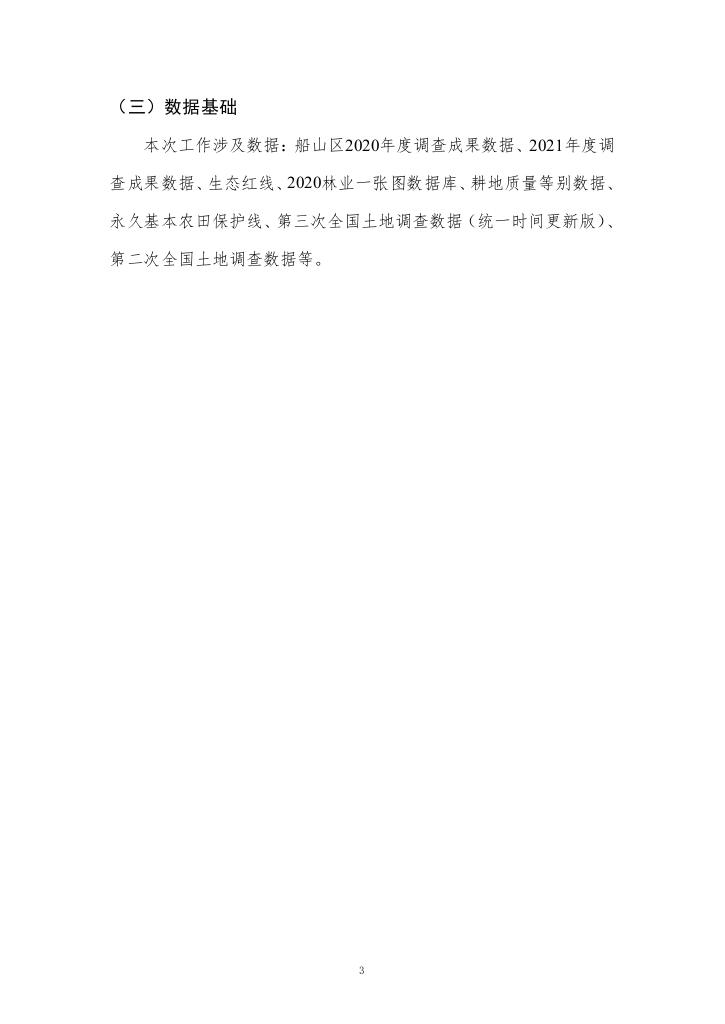 （三）数据基础
本次工作涉及数据：船山区2020年度调查成果数据、2021年度调
查成果数据、生态红线、2020林业一张图数据库、耕地质量等别数据、
永久基本农田保护线、第三次全国土地调查数据（统一时间更新版）、
第二次全国土地调查数据等。
3